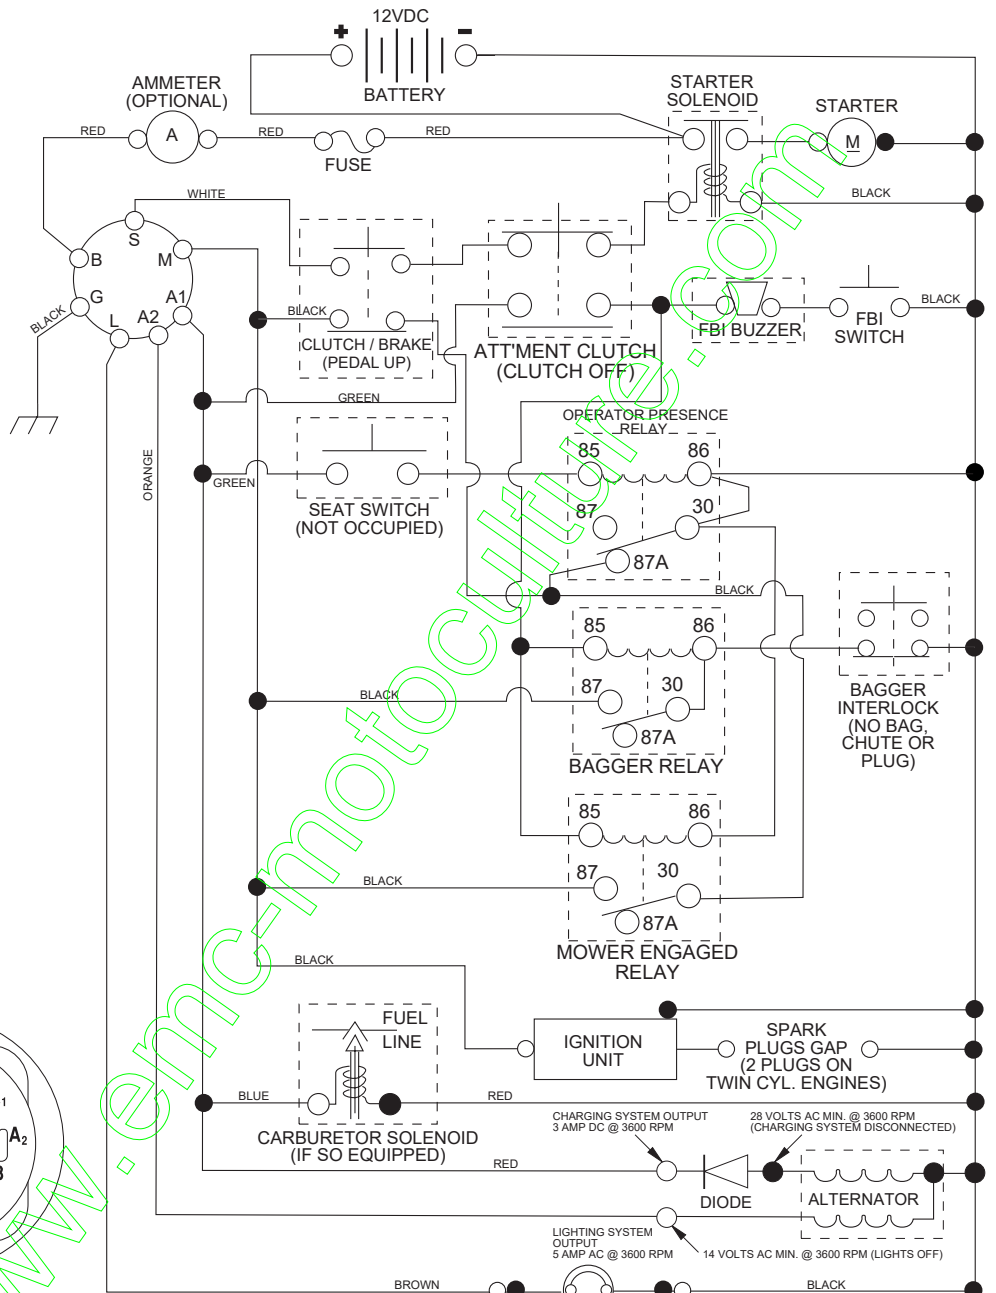 12VDC
+
-
BATTERY
AMMETER
(OPTIONAL)
STARTER
SOLENOID
STARTER
RED
A
RED
RED
FUSE
M
WHITE
BLACK
S
B
M
G
A1
L
A2
BLACK
BLACK
CLUTCH / BRAKE
(PEDAL UP)
ATT'MENT CLUTCH
(CLUTCH OFF)
FBI BUZZER
FBI
SWITCH
BLACK
GREEN
OPERATOR PRESENCE
RELAY
85
86
87
30
87A
ORANGE
GREEN
SEAT SWITCH
(NOT OCCUPIED)
BLACK
85
86
87
30
87A
BAGGER RELAY
BLACK
BAGGER
INTERLOCK
(NO BAG,
CHUTE OR
PLUG)
85
86
87
30
87A
MOWER ENGAGED
RELAY
BLACK
BLACK
FUEL
LINE
IGNITION
UNIT
SPARK
PLUGS GAP
(2 PLUGS ON
TWIN CYL. ENGINES)
BLUE
RED
CARBURETOR SOLENOID
(IF SO EQUIPPED)
CHARGING SYSTEM OUTPUT
3 AMP DC @ 3600 RPM
28 VOLTS AC MIN. @ 3600 RPM
(CHARGING SYSTEM DISCONNECTED)
RED
DIODE
ALTERNATOR
LIGHTING SYSTEM
OUTPUT
5 AMP AC @ 3600 RPM
14 VOLTS AC MIN. @ 3600 RPM (LIGHTS OFF)
BROWN
BLACK
1
A2
www.emc-motoculture.com